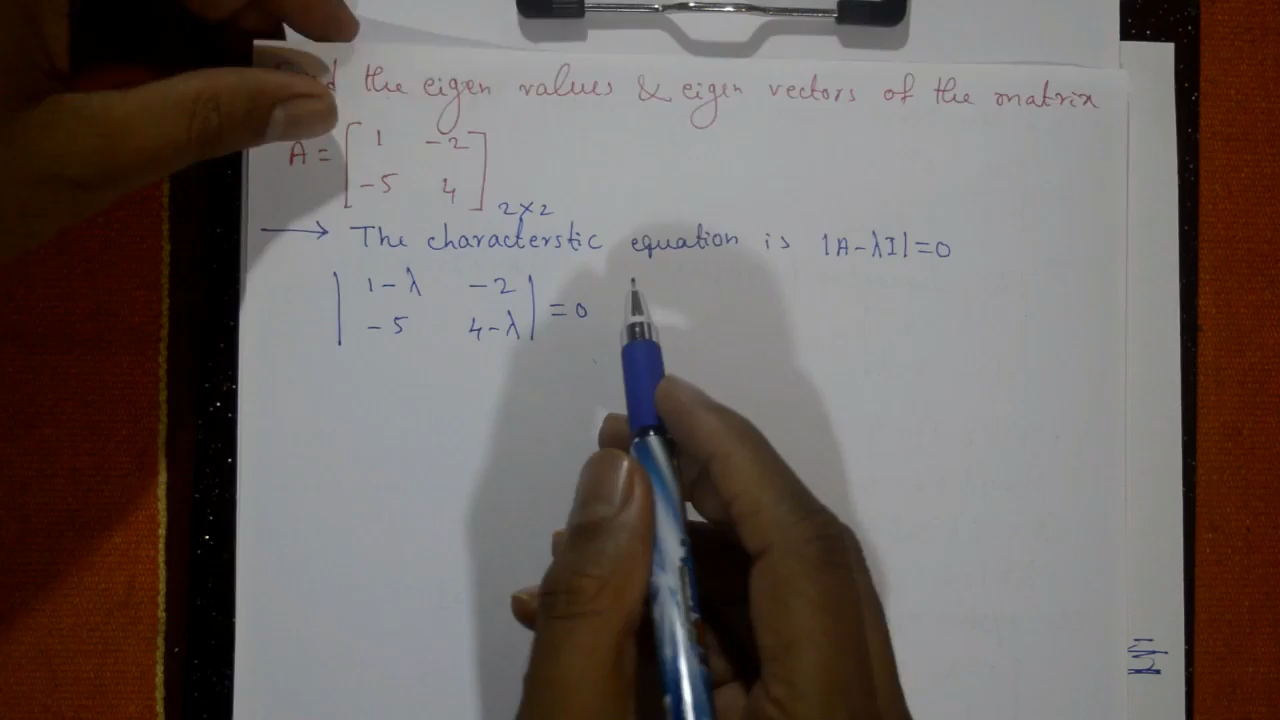 the eigen values & eigen vectors of the matrix
A = [ 1 -2
-5 4 ] 2×2
→ The characterstic equation is |A-λI|=0
| 1-λ -2
-5 4-λ | = 0